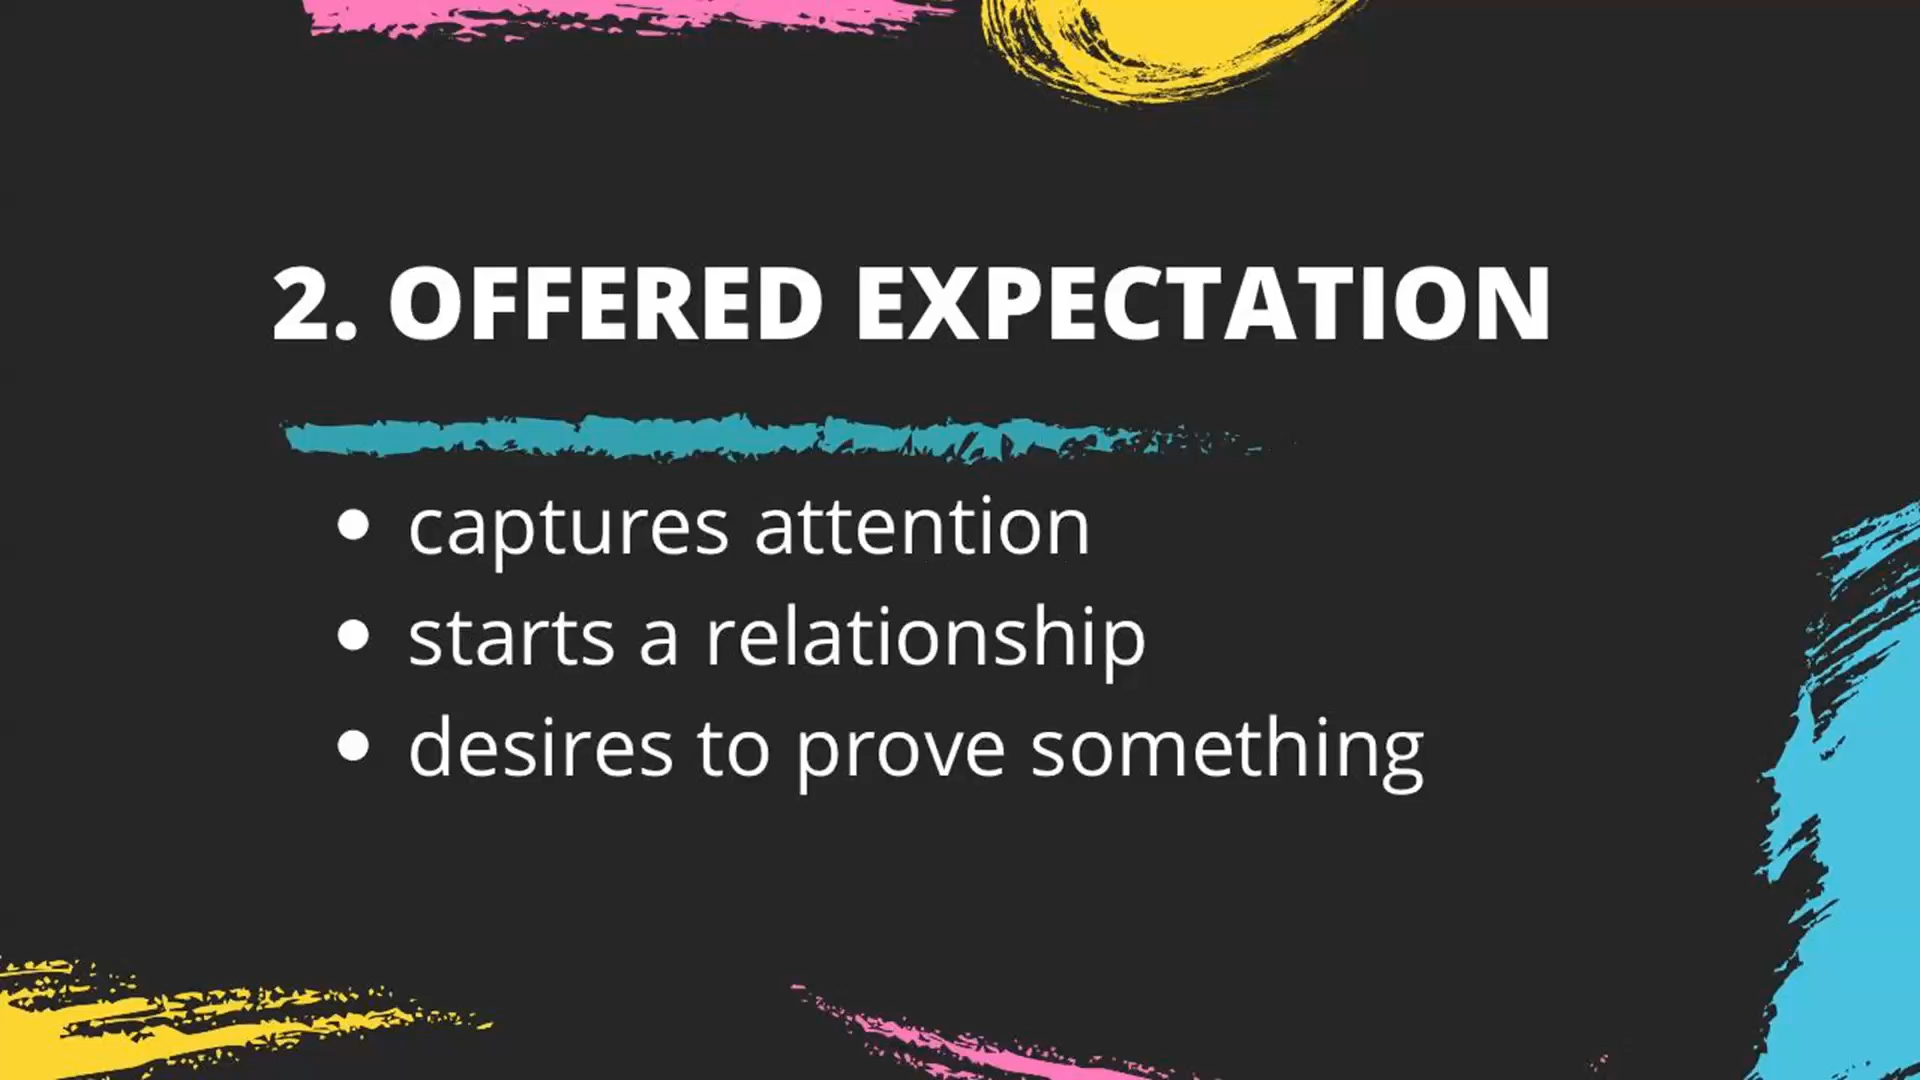 2. OFFERED EXPECTATION
• captures attention
• starts a relationship
• desires to prove something